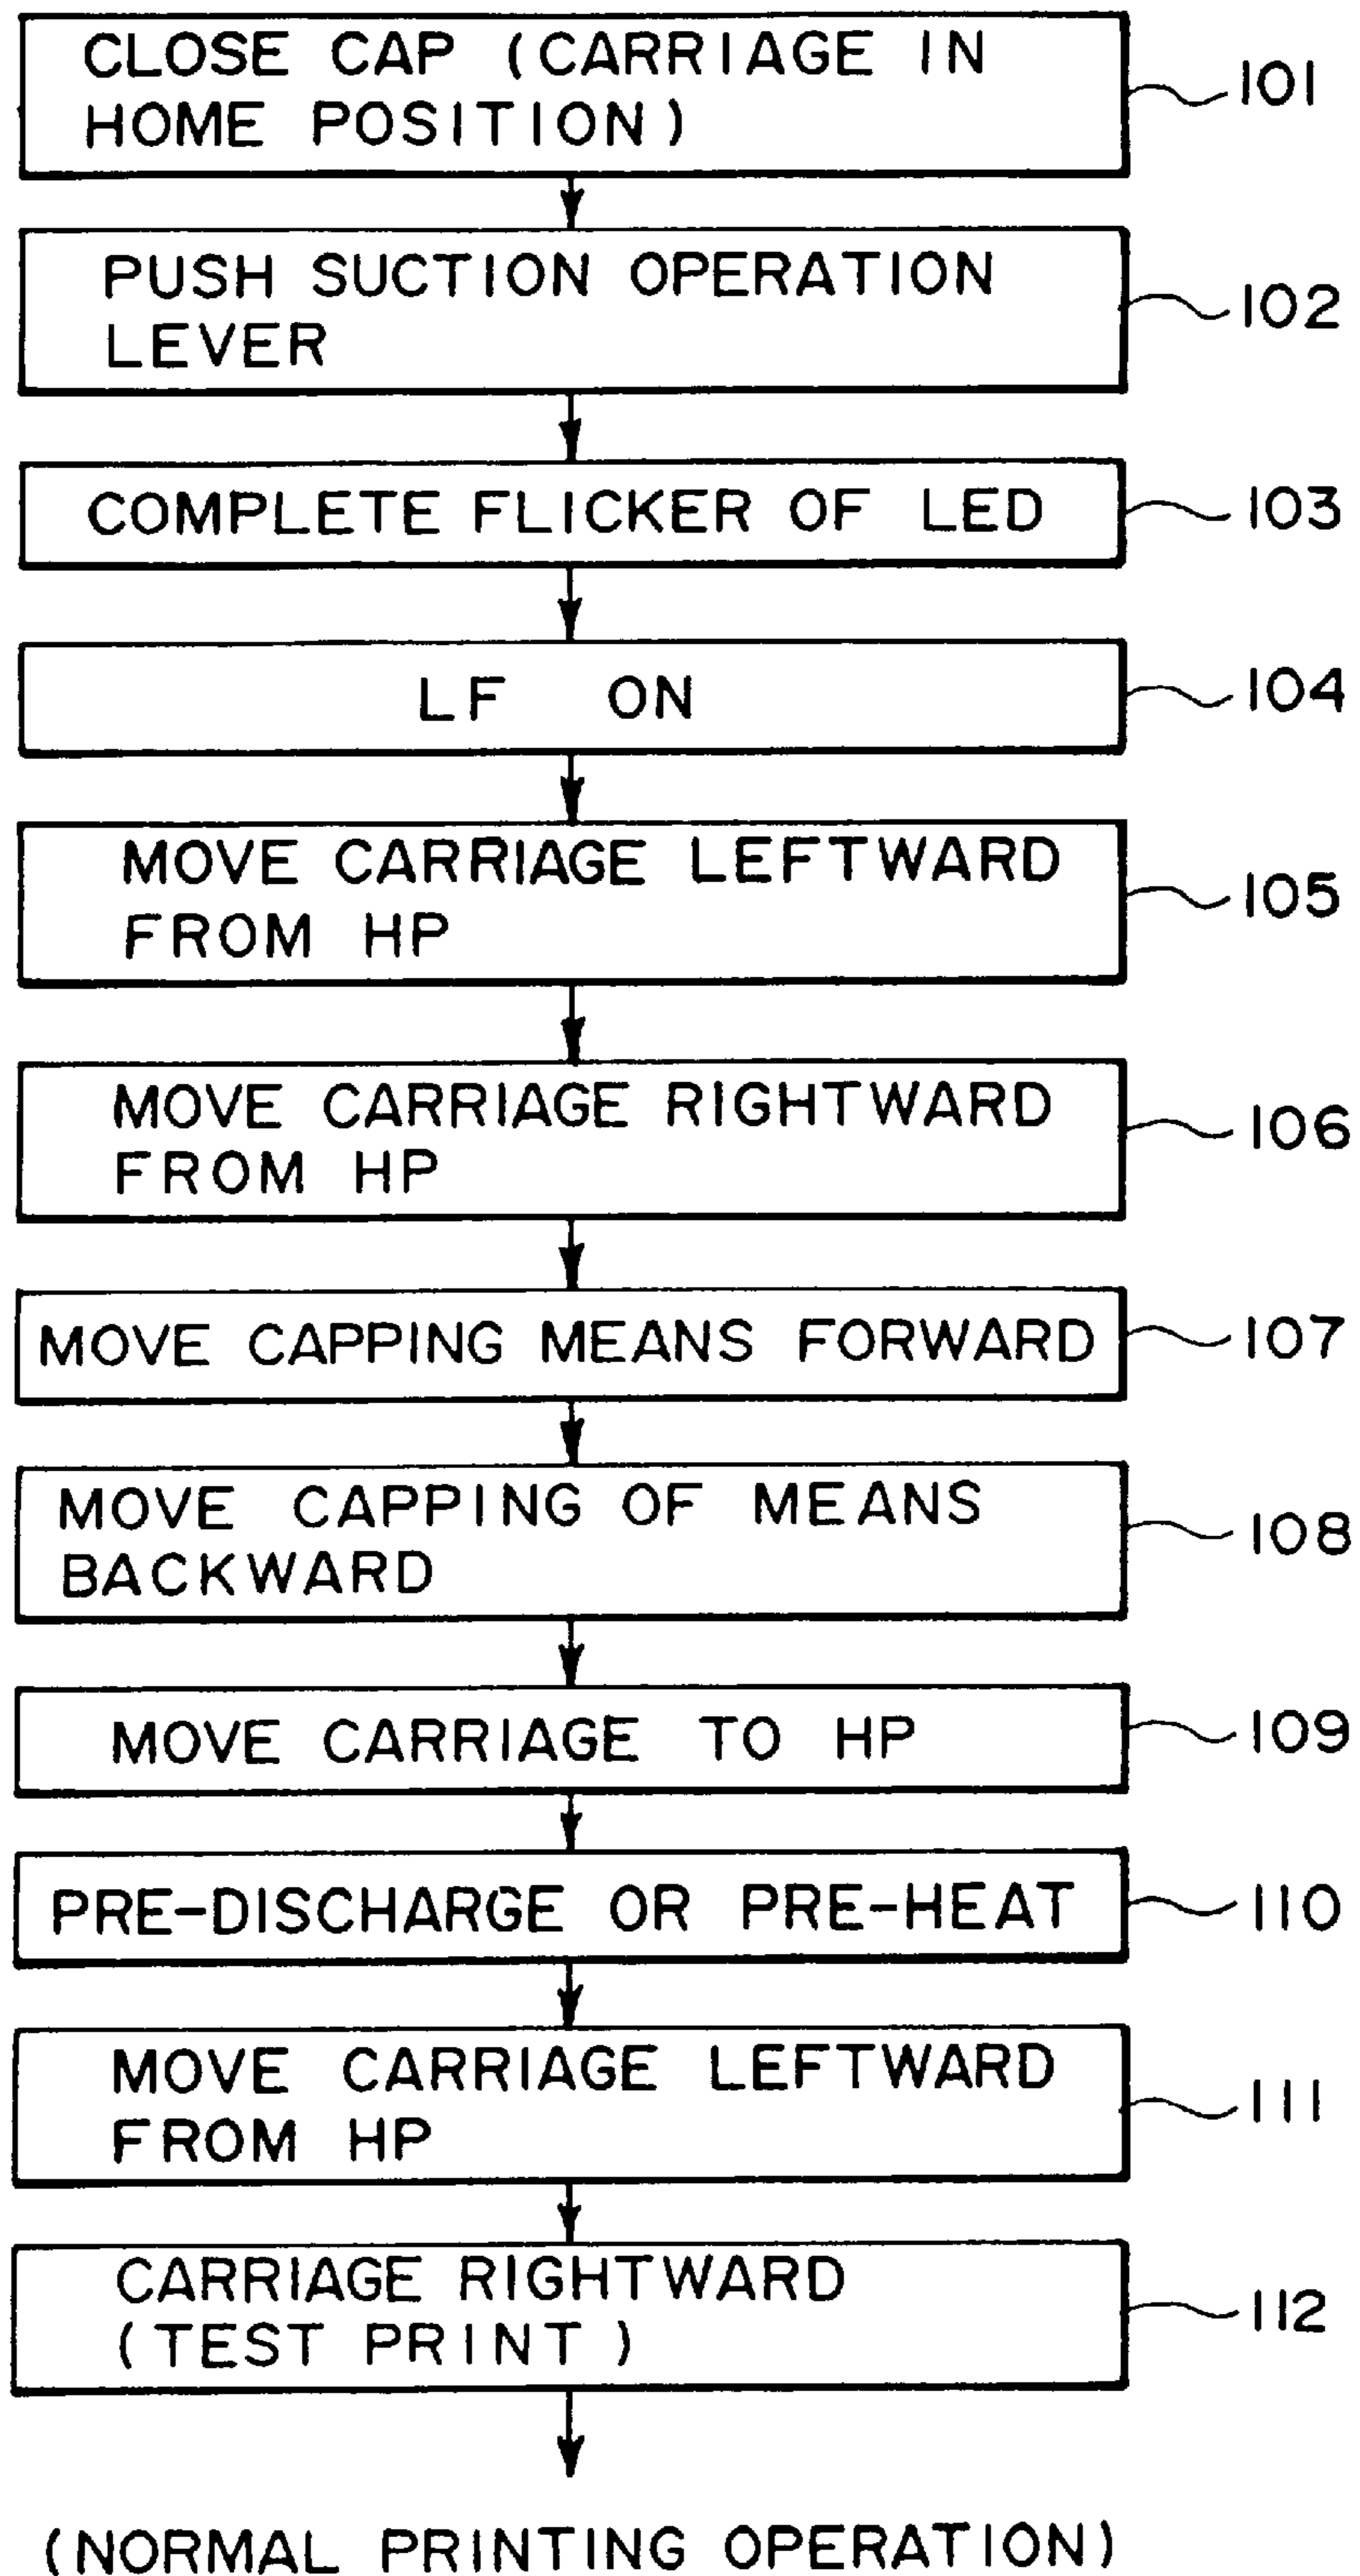 CLOSE CAP (CARRIAGE IN
HOME POSITION)
101
PUSH SUCTION OPERATION
LEVER
102
COMPLETE FLICKER OF LED
103
LF ON
104
MOVE CARRIAGE LEFTWARD
FROM HP
105
MOVE CARRIAGE RIGHTWARD
FROM HP
106
MOVE CAPPING MEANS FORWARD
107
MOVE CAPPING OF MEANS
BACKWARD
108
MOVE CARRIAGE TO HP
109
PRE-DISCHARGE OR PRE-HEAT
110
MOVE CARRIAGE LEFTWARD
FROM HP
111
CARRIAGE RIGHTWARD
(TEST PRINT)
112
(NORMAL PRINTING OPERATION)